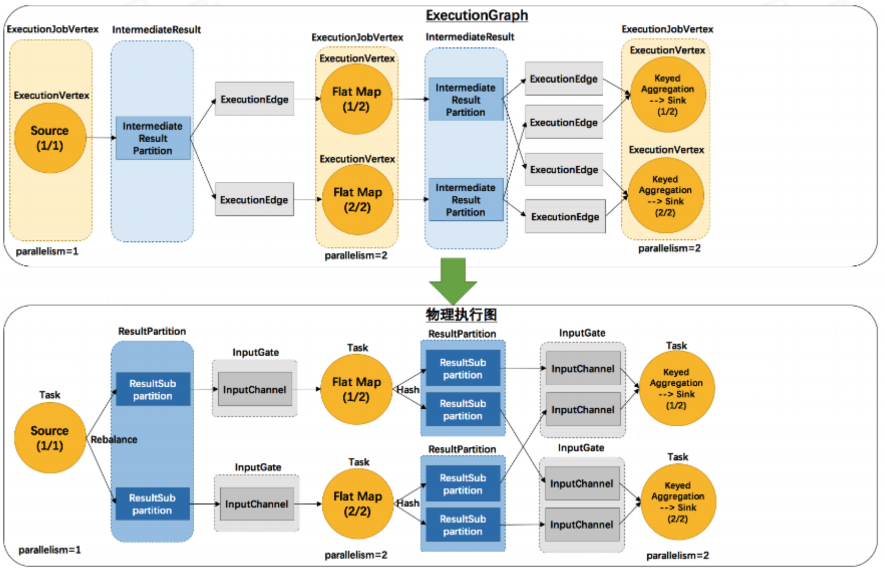 ExecutionGraph
ExecutionJobVertex
IntermediateResult
ExecutionJobVertex
IntermediateResult
ExecutionJobVertex
ExecutionVertex
Source
(1/1)
parallelism=1
Intermediate
Result
Partition
ExecutionEdge
ExecutionEdge
ExecutionVertex
Flat Map
(1/2)
ExecutionVertex
Flat Map
(2/2)
parallelism=2
Intermediate
Result
Partition
Intermediate
Result
Partition
ExecutionEdge
ExecutionEdge
ExecutionEdge
ExecutionEdge
ExecutionVertex
Keyed
Aggregation
--> Sink
(1/2)
ExecutionVertex
Keyed
Aggregation
--> Sink
(2/2)
parallelism=2
物理执行图
Task
Source
(1/1)
parallelism=1
Rebalance
ResultPartition
ResultSub
partition
ResultSub
partition
InputGate
InputChannel
InputGate
InputChannel
Task
Flat Map
(1/2)
Hash
Task
Flat Map
(2/2)
Hash
parallelism=2
ResultPartition
ResultSub
partition
ResultSub
partition
ResultPartition
ResultSub
partition
ResultSub
partition
InputGate
InputChannel
InputChannel
InputGate
InputChannel
InputChannel
Task
Keyed
Aggregation
--> Sink
(1/2)
Task
Keyed
Aggregation
--> Sink
(2/2)
parallelism=2